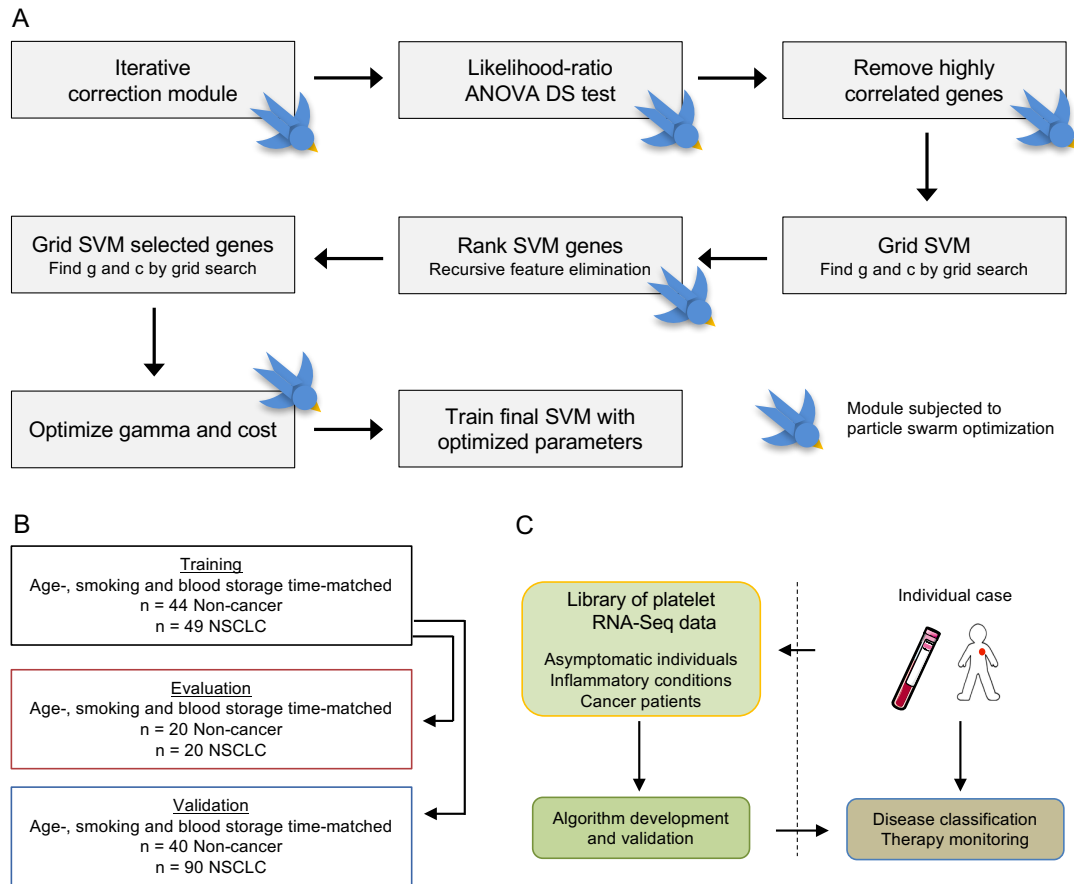 A
Iterative
correction module
Likelihood-ratio
ANOVA DS test
Remove highly
correlated genes
Grid SVM selected genes
Find g and c by grid search
Rank SVM genes
Recursive feature elimination
Grid SVM
Find g and c by grid search
Optimize gamma and cost
Train final SVM with
optimized parameters
Module subjected to
particle swarm optimization
B
Training
Age-, smoking and blood storage time-matched
n = 44 Non-cancer
n = 49 NSCLC
Evaluation
Age-, smoking and blood storage time-matched
n = 20 Non-cancer
n = 20 NSCLC
Validation
Age-, smoking and blood storage time-matched
n = 40 Non-cancer
n = 90 NSCLC
C
Library of platelet
RNA-Seq data
Asymptomatic individuals
Inflammatory conditions
Cancer patients
Individual case
Algorithm development
and validation
Disease classification
Therapy monitoring